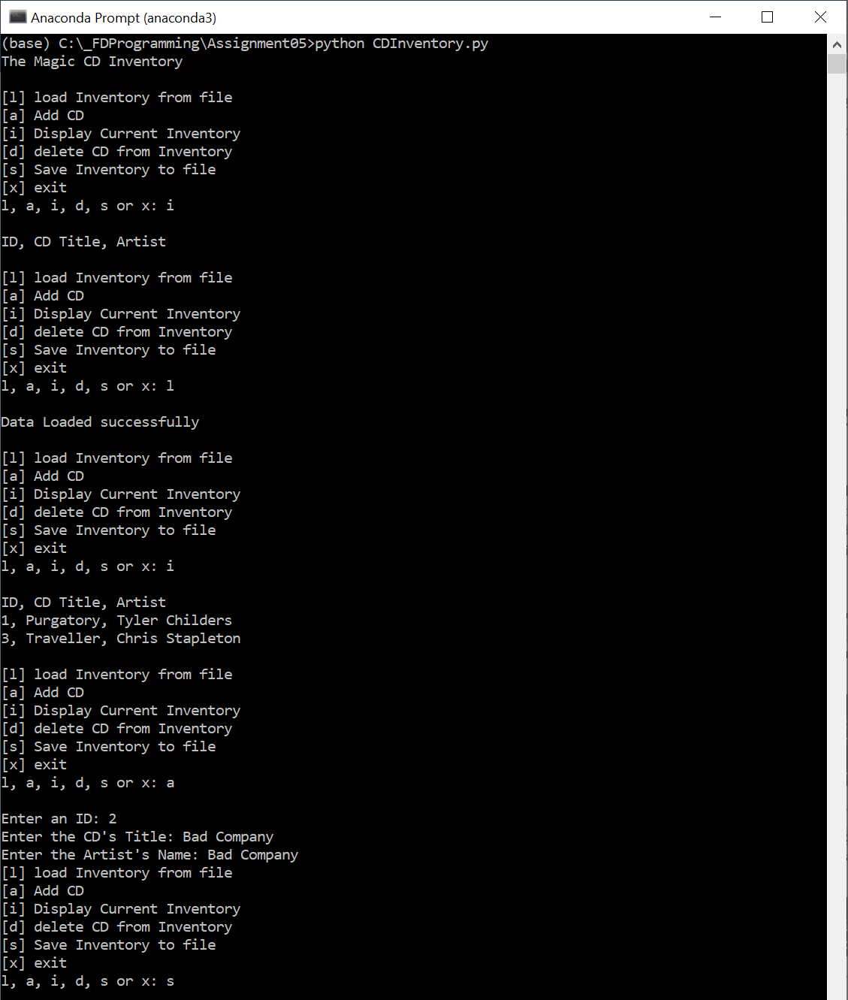 Anaconda Prompt (anaconda3)
(base) C:\_FDProgramming\Assignment05>python CDInventory.py
The Magic CD Inventory
[l] load Inventory from file
[a] Add CD
[i] Display Current Inventory
[d] delete CD from Inventory
[s] Save Inventory to file
[x] exit
l, a, i, d, s or x: i
ID, CD Title, Artist
[l] load Inventory from file
[a] Add CD
[i] Display Current Inventory
[d] delete CD from Inventory
[s] Save Inventory to file
[x] exit
l, a, i, d, s or x: l
Data Loaded successfully
[l] load Inventory from file
[a] Add CD
[i] Display Current Inventory
[d] delete CD from Inventory
[s] Save Inventory to file
[x] exit
l, a, i, d, s or x: i
ID, CD Title, Artist
1, Purgatory, Tyler Childers
3, Traveller, Chris Stapleton
[l] load Inventory from file
[a] Add CD
[i] Display Current Inventory
[d] delete CD from Inventory
[s] Save Inventory to file
[x] exit
l, a, i, d, s or x: a
Enter an ID: 2
Enter the CD's Title: Bad Company
Enter the Artist's Name: Bad Company
[l] load Inventory from file
[a] Add CD
[i] Display Current Inventory
[d] delete CD from Inventory
[s] Save Inventory to file
[x] exit
l, a, i, d, s or x: s